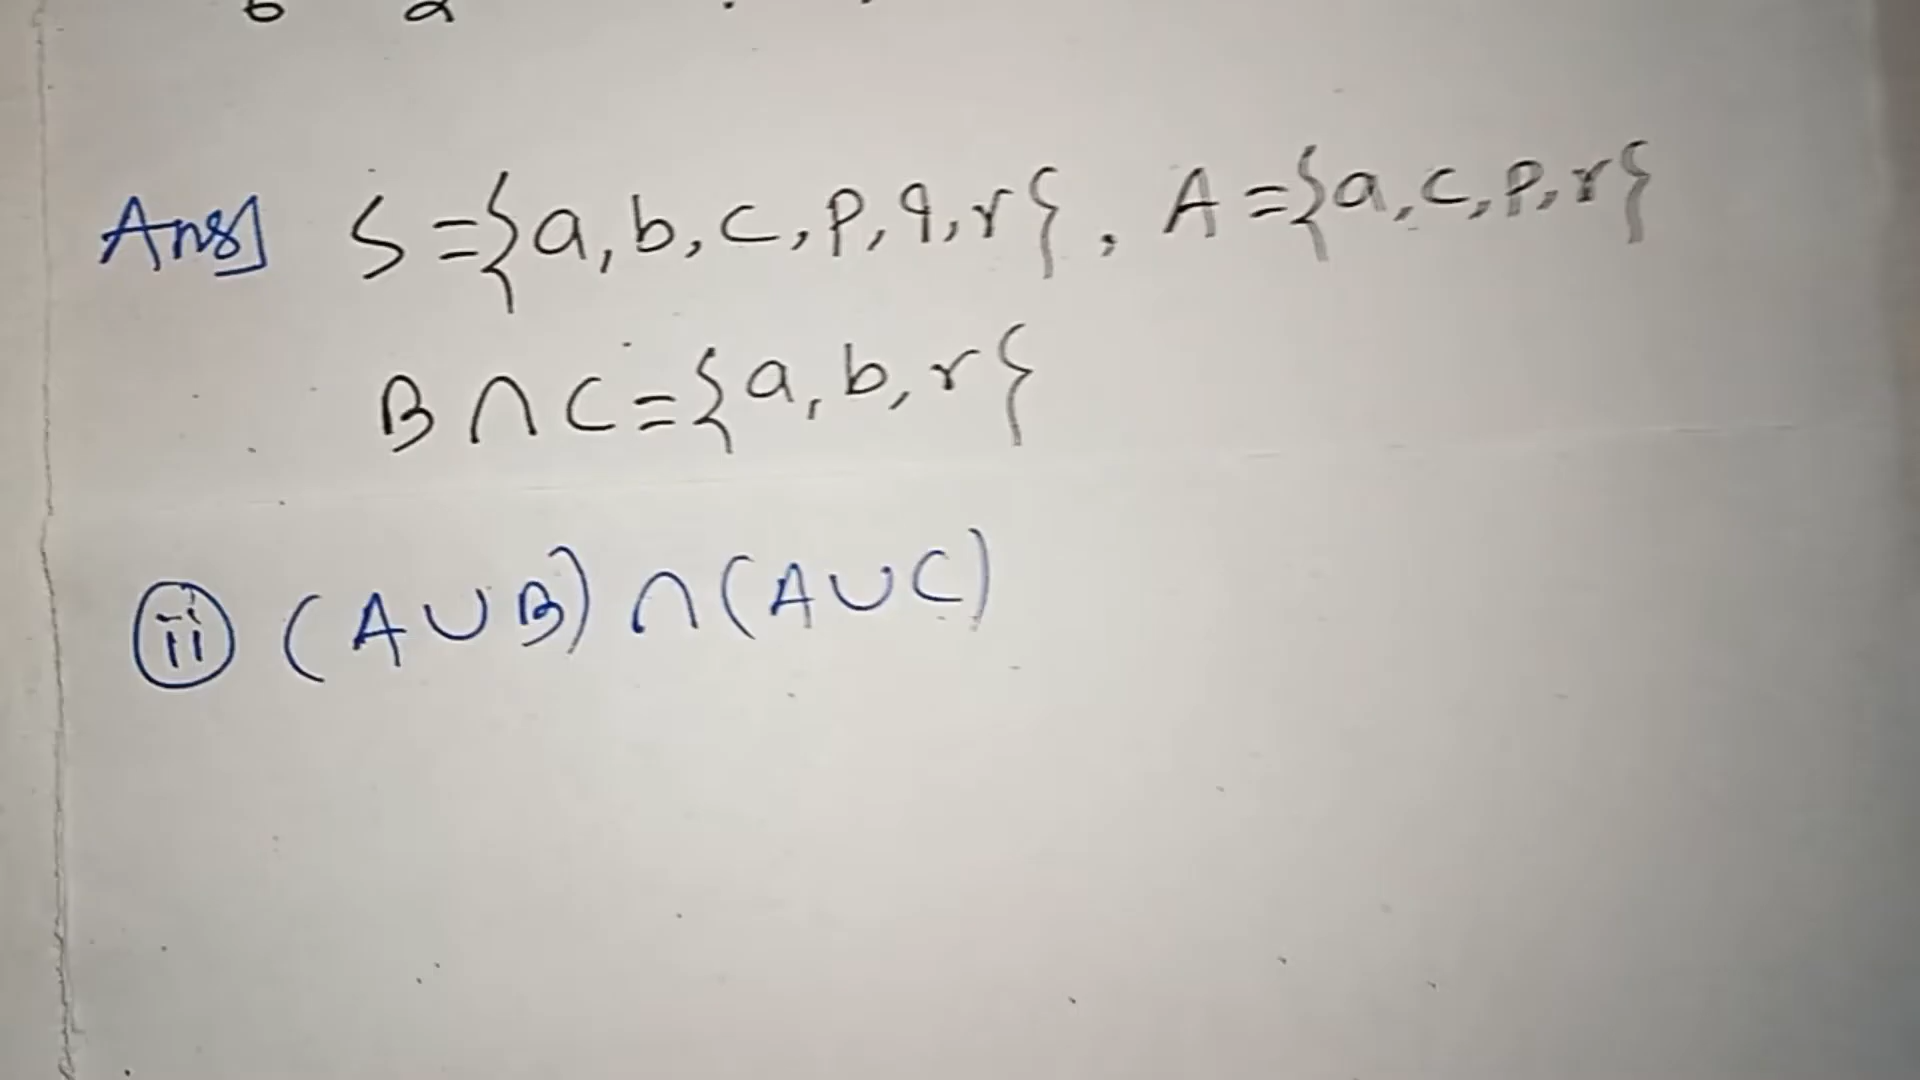 Ans] S={a,b,c,p,q,r}, A={a,c,p,r}
B∩C={a,b,r}
ii (A∪B)∩(A∪C)